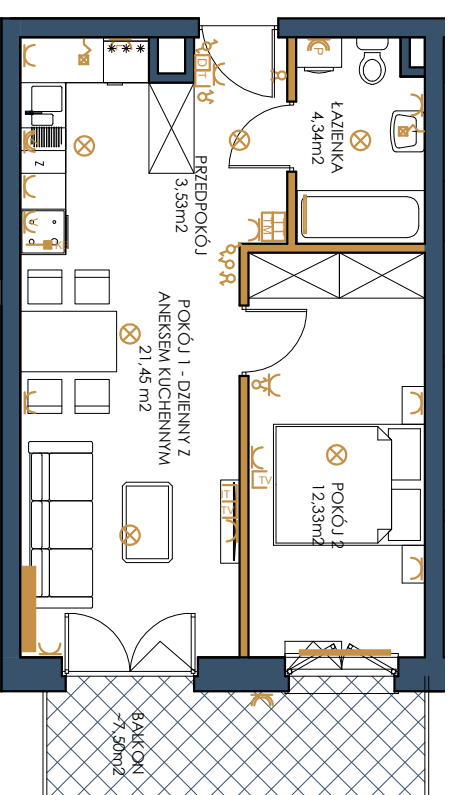 ŁAZIENKA
4,34m2
PRZEDPOKÓJ
3,53m2
POKÓJ 1 - DZIENNY Z
ANEKSEM KUCHENNYM
21,45 m2
POKÓJ 2
12,33m2
BALKON
~7,50m2
P
D
T
M
Z
TV